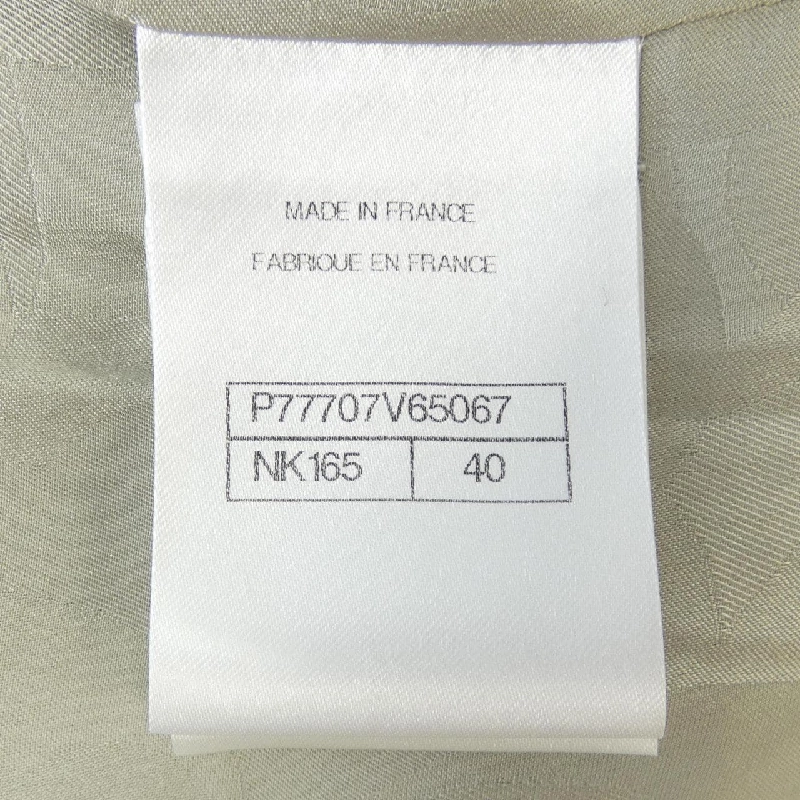 MADE IN FRANCE
FABRIQUE EN FRANCE
P77707V65067
NK165 40